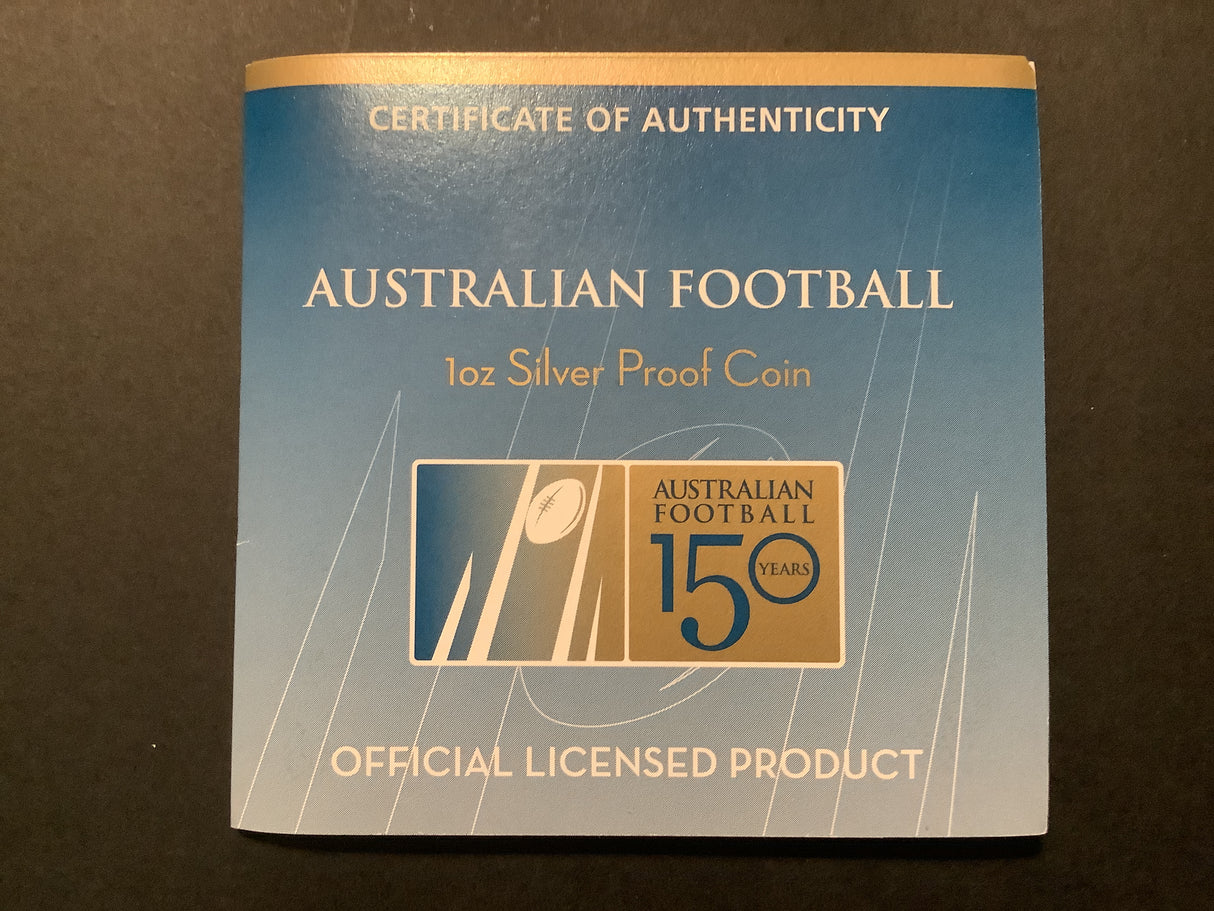 CERTIFICATE OF AUTHENTICITY
AUSTRALIAN FOOTBALL
1oz Silver Proof Coin
AUSTRALIAN
FOOTBALL
150
YEARS
OFFICIAL LICENSED PRODUCT